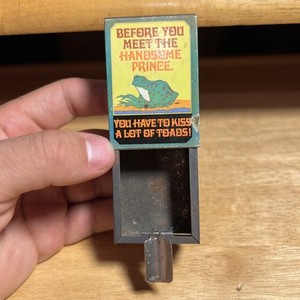 BEFORE YOU
MEET THE
HANDSOME
PRINCE.
YOU HAVE TO KISS
A LOT OF TOADS!